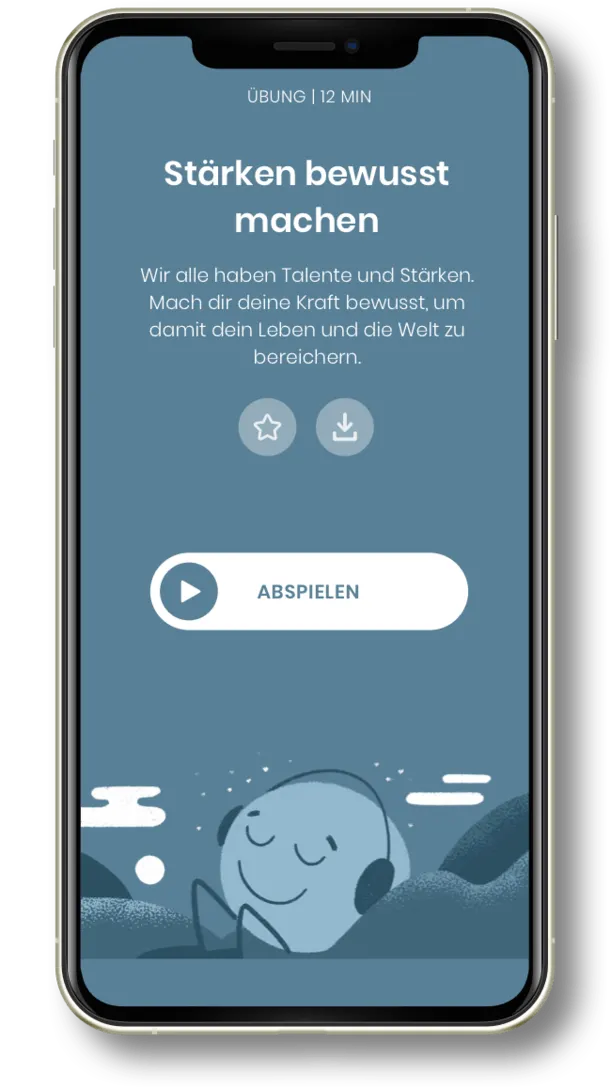 ÜBUNG | 12 MIN
Stärken bewusst
machen
Wir alle haben Talente und Stärken.
Mach dir deine Kraft bewusst, um
damit dein Leben und die Welt zu
bereichern.
ABSPIELEN